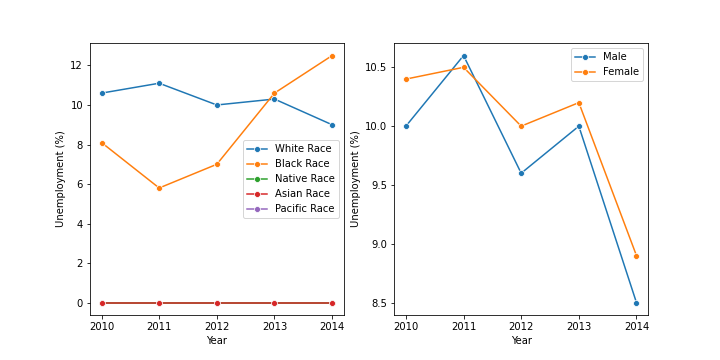 12
10
8
6
4
2
0
Unemployment (%)
2010 2011 2012 2013 2014
Year
White Race
Black Race
Native Race
Asian Race
Pacific Race
10.5
10.0
9.5
9.0
8.5
Unemployment (%)
2010 2011 2012 2013 2014
Year
Male
Female